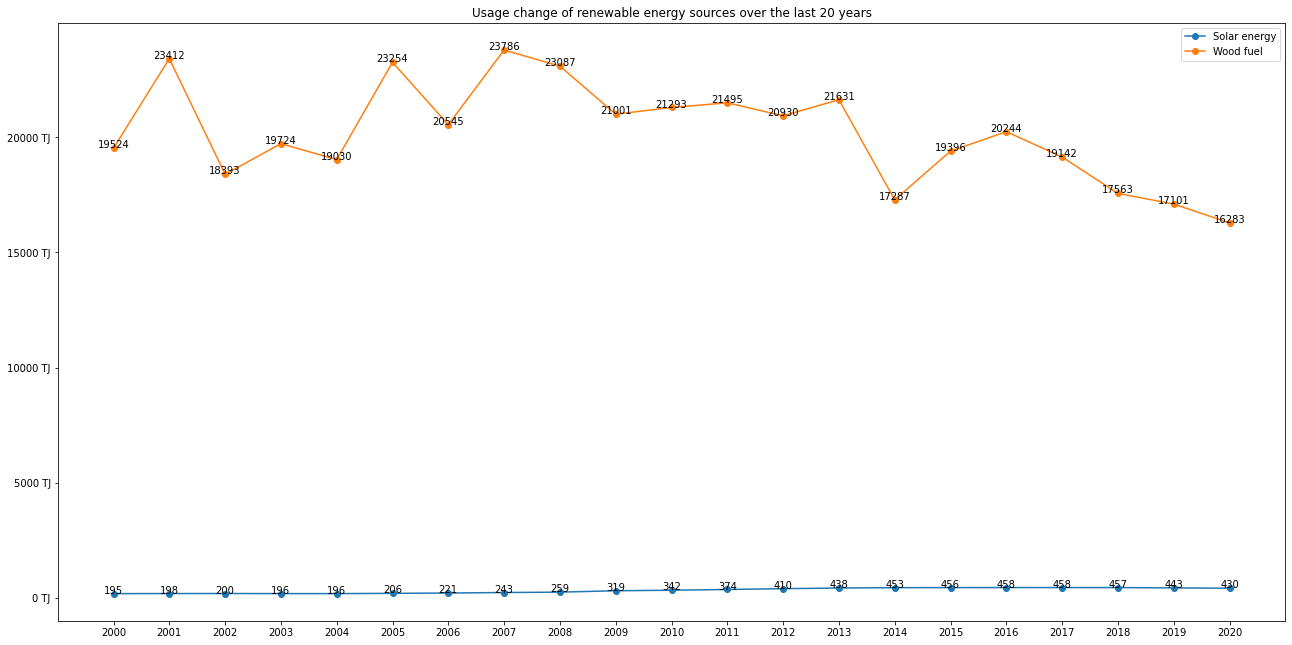 Usage change of renewable energy sources over the last 20 years
Solar energy
Wood fuel
20000 TJ
15000 TJ
10000 TJ
5000 TJ
0 TJ
19524 23412 18393 19724 19030 23254 20545 23786 23087 21001 21293 21495 20930 21631 17287 19396 20244 19142 17563 17101 16283
195 198 200 196 196 206 221 243 259 319 342 374 410 438 453 456 458 458 457 443 430
2000 2001 2002 2003 2004 2005 2006 2007 2008 2009 2010 2011 2012 2013 2014 2015 2016 2017 2018 2019 2020